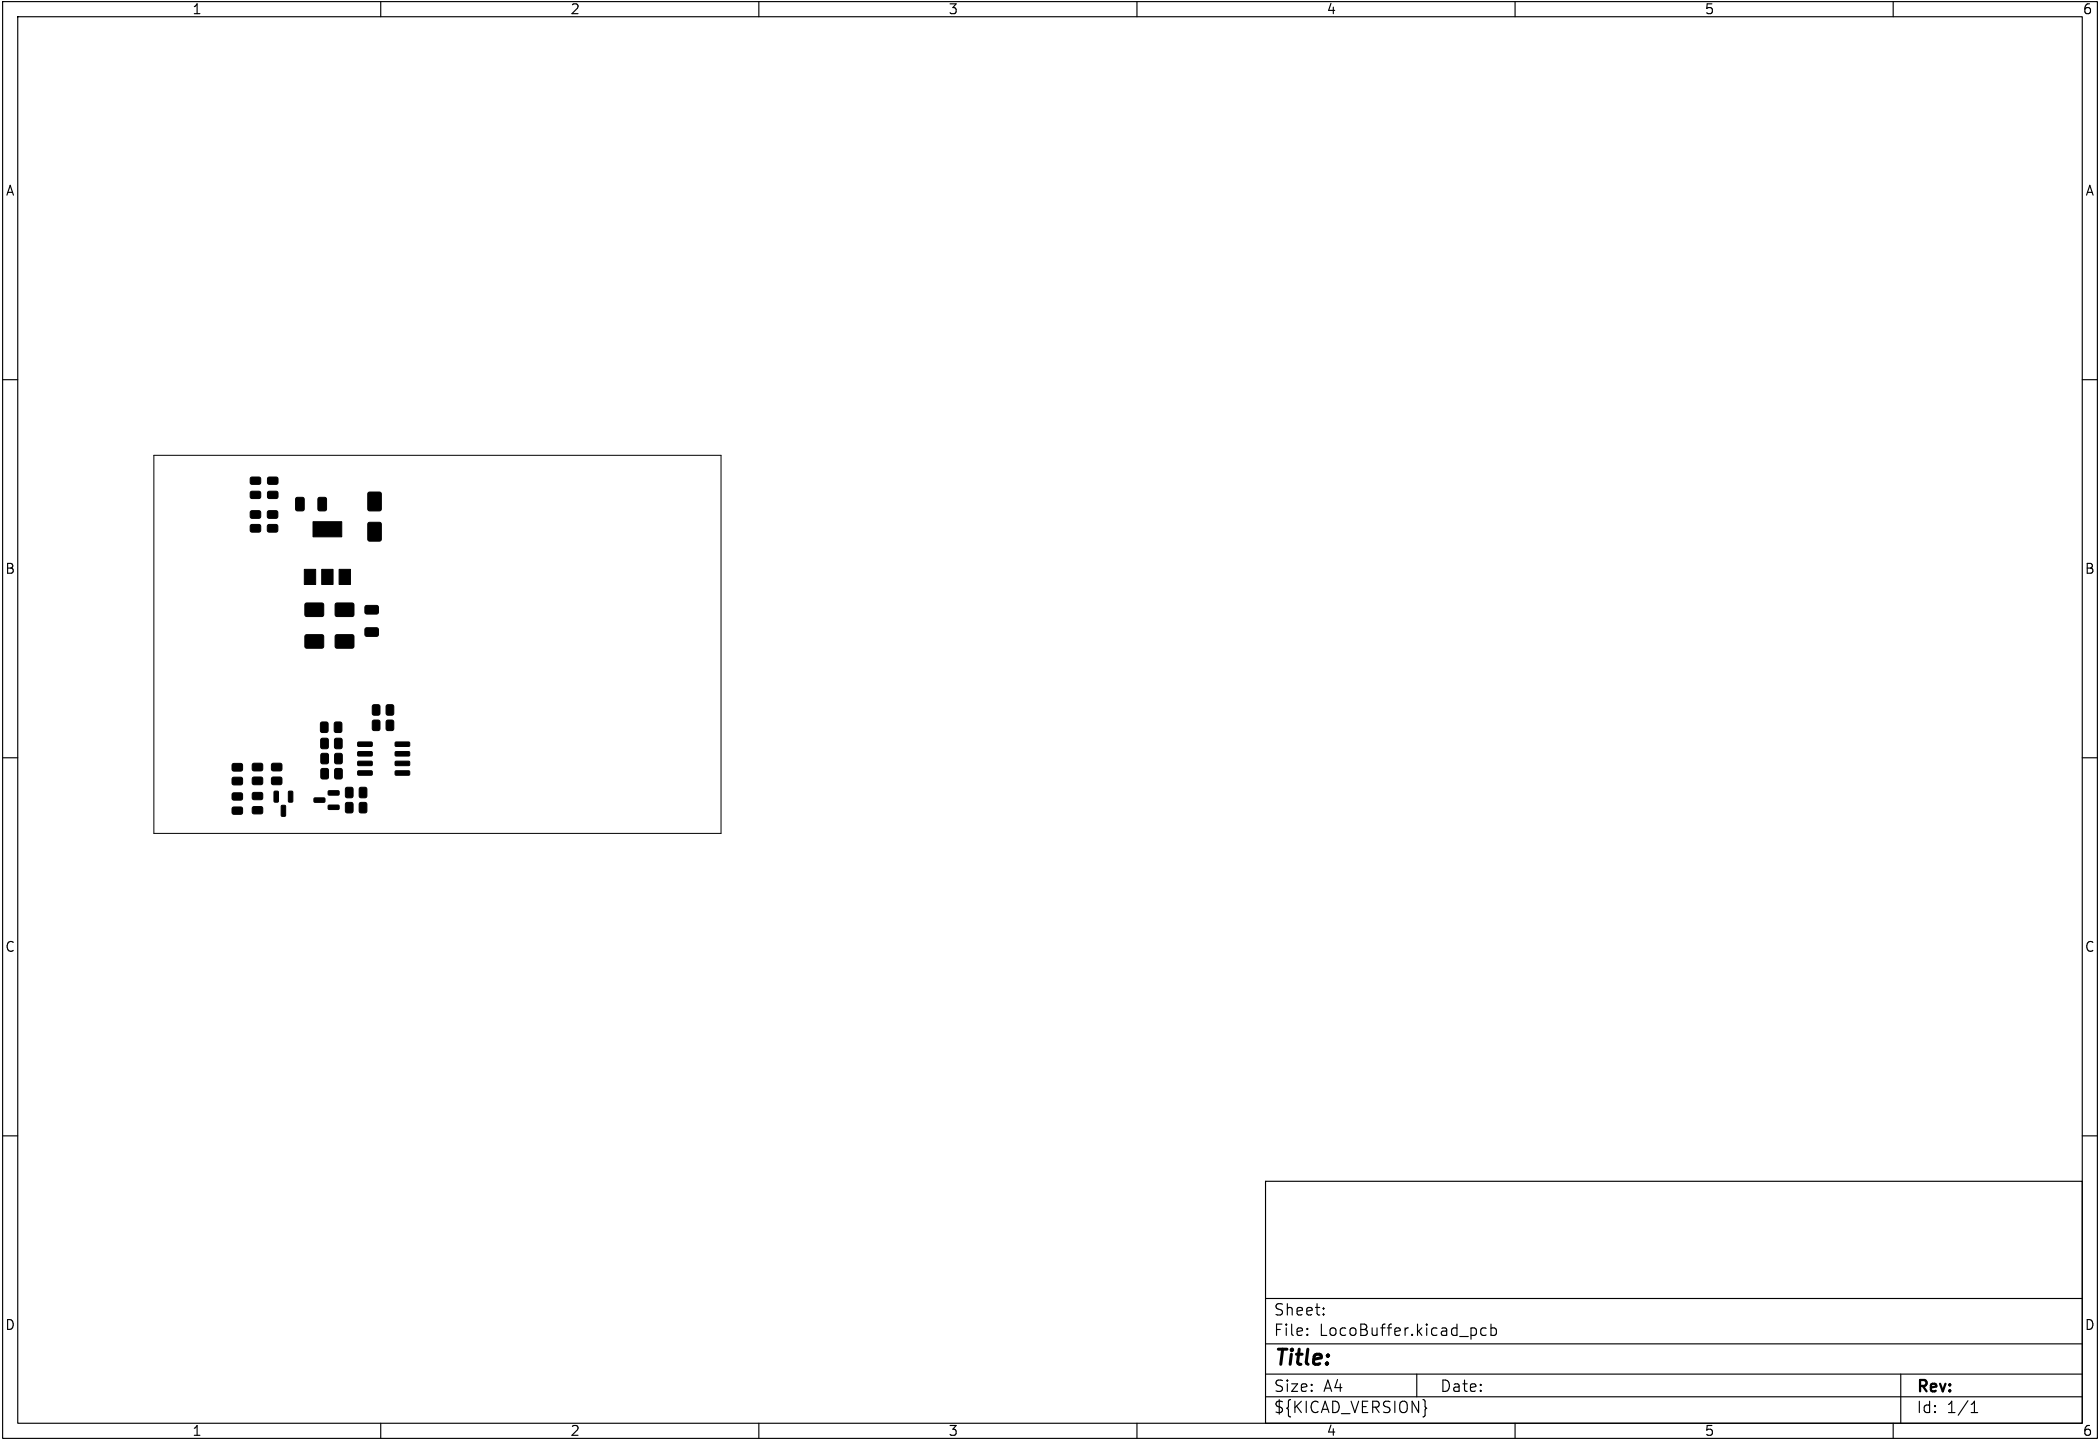 1 2 3 4 5 6
A A
B B
C C
Sheet:
File: LocoBuffer.kicad_pcb
D D
Title:
Size: A4 Date: Rev:
${KICAD_VERSION} Id: 1/1
1 2 3 4 5 6